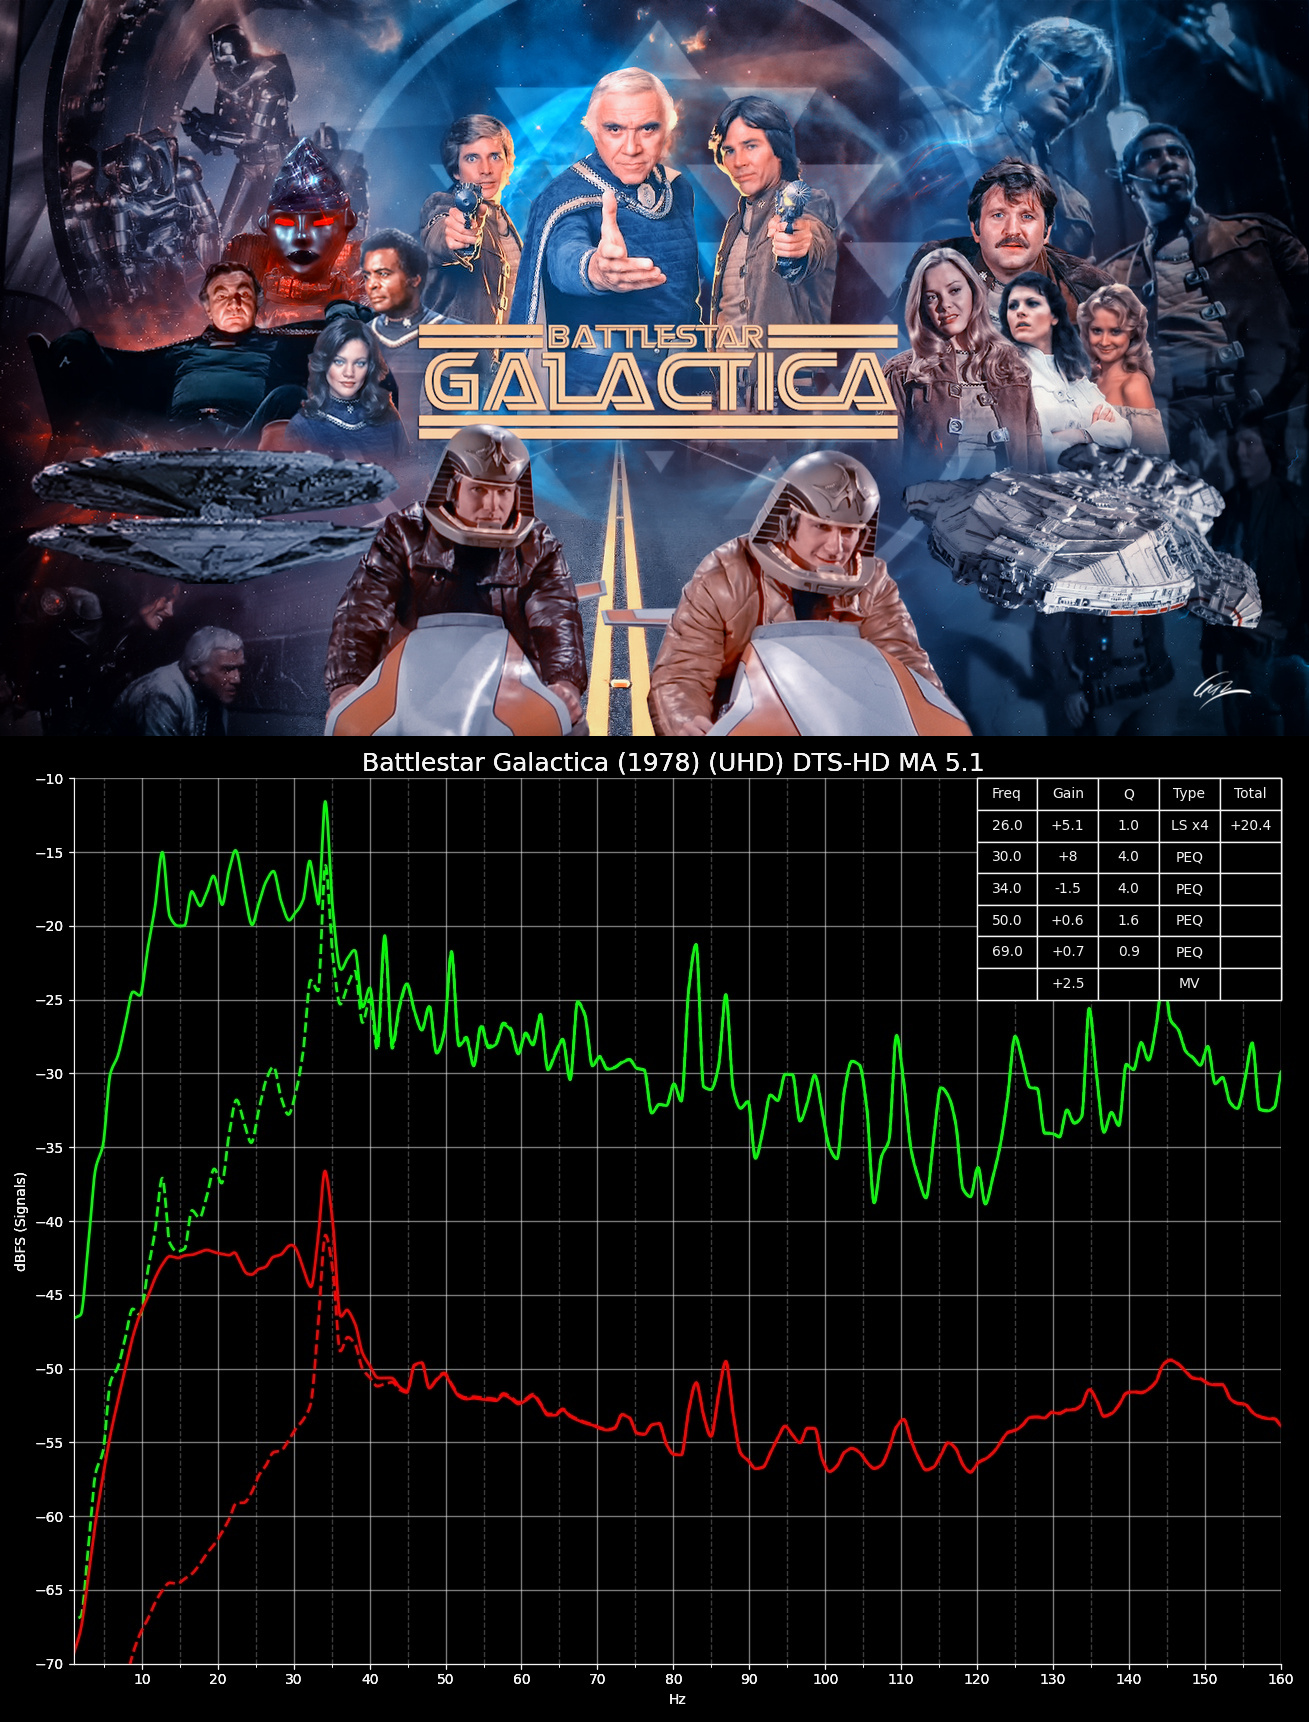 BATTLESTAR
GALACTICA
Battlestar Galactica (1978) (UHD) DTS-HD MA 5.1
Freq Gain Q Type Total
26.0 +5.1 1.0 LS x4 +20.4
30.0 +8 4.0 PEQ
34.0 -1.5 4.0 PEQ
50.0 +0.6 1.6 PEQ
69.0 +0.7 0.9 PEQ
+2.5 MV
dBFS (Signals)
−10
−15
−20
−25
−30
−35
−40
−45
−50
−55
−60
−65
−70
10 20 30 40 50 60 70 80 90 100 110 120 130 140 150 160
Hz